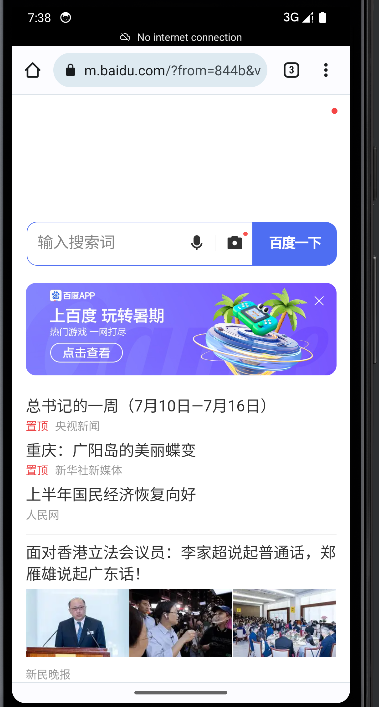 7:38
3G
No internet connection
m.baidu.com/?from=844b&v
3
输入搜索词
百度一下
百度APP
上百度 玩转暑期
热门游戏 一网打尽
点击查看
总书记的一周（7月10日—7月16日）
置顶 央视新闻
重庆：广阳岛的美丽蝶变
置顶 新华社新媒体
上半年国民经济恢复向好
人民网
面对香港立法会议员：李家超说起普通话，郑
雁雄说起广东话！
新民晚报